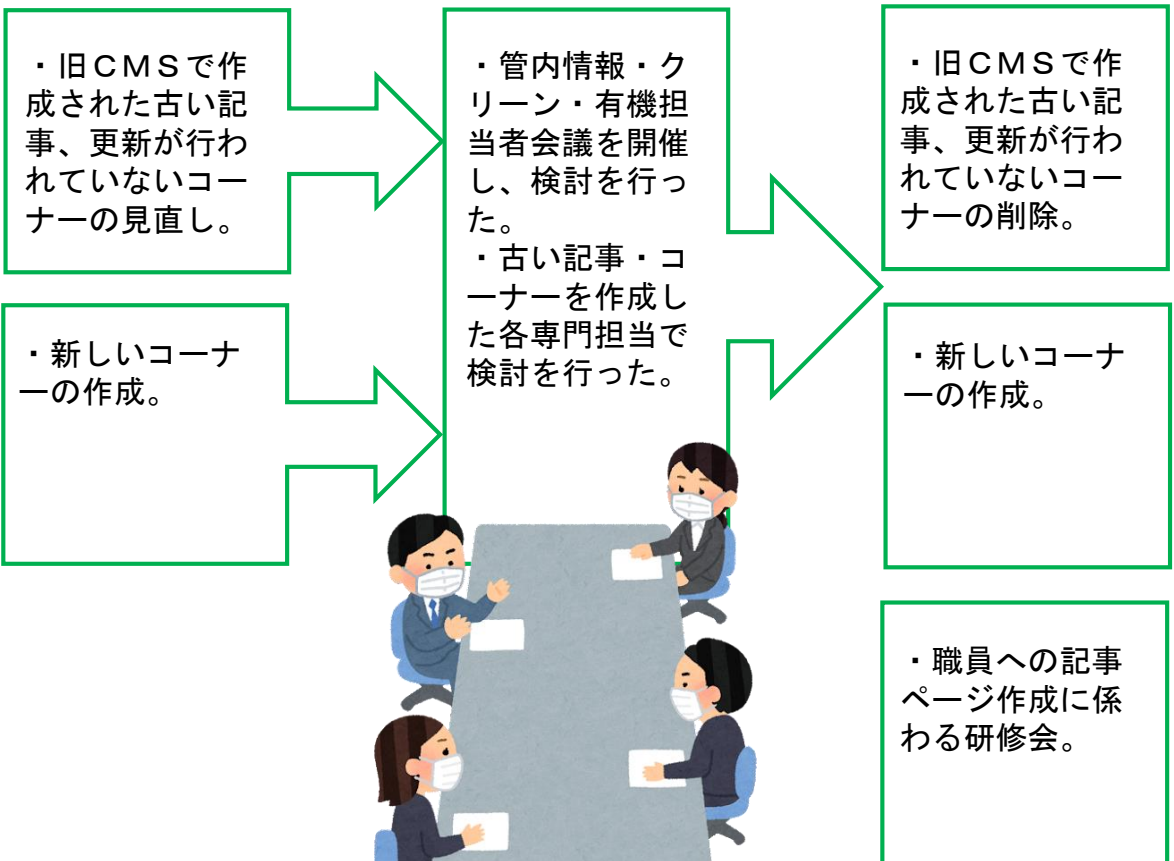 ・旧ＣＭＳで作
成された古い記
事、更新が行わ
れていないコー
ナーの見直し。
・新しいコーナ
ーの作成。
・管内情報・ク
リーン・有機担
当者会議を開催
し、検討を行っ
た。
・古い記事・コ
ーナーを作成し
た各専門担当で
検討を行った。
・旧ＣＭＳで作
成された古い記
事、更新が行わ
れていないコー
ナーの削除。
・新しいコーナ
ーの作成。
・職員への記事
ページ作成に係
わる研修会。